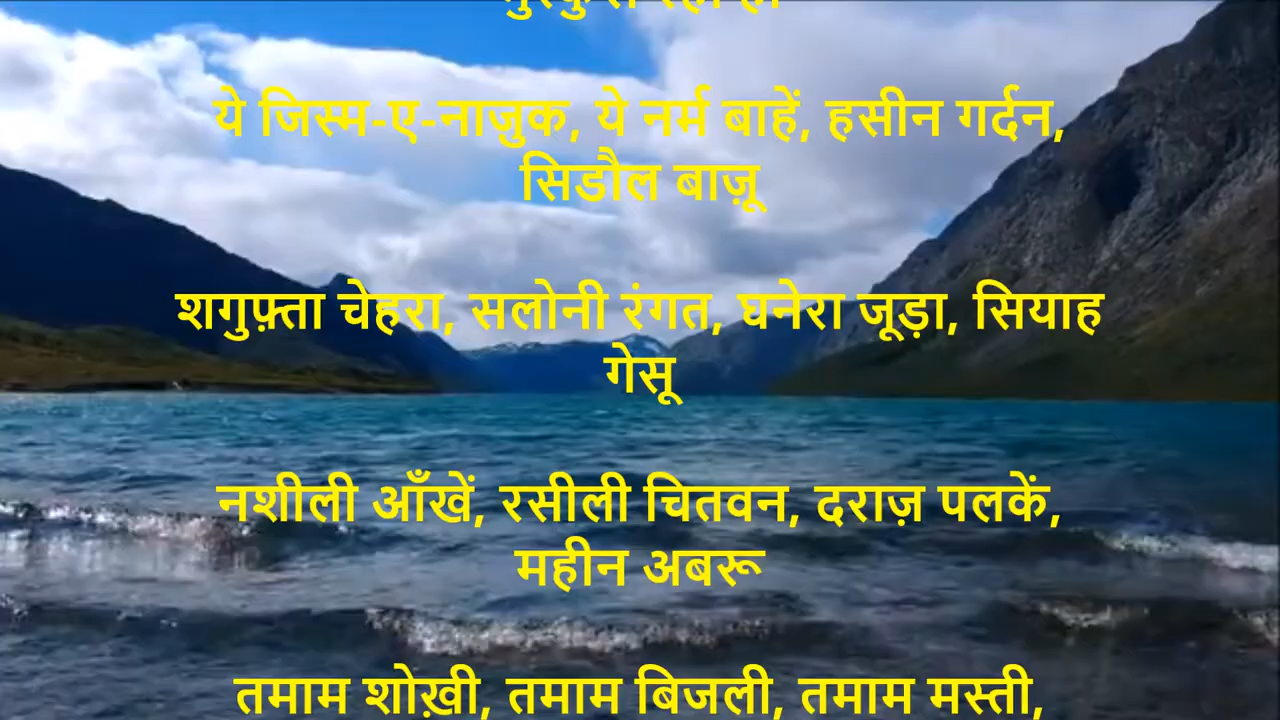 ये जिस्म-ए-नाज़ुक, ये नर्म बाहें, हसीन गर्दन,
सिडौल बाज़ू
शगुफ़्ता चेहरा, सलोनी रंगत, घनेरा जूड़ा, सियाह
गेसू
नशीली आँखें, रसीली चितवन, दराज़ पलकें,
महीन अबरू
तमाम शोख़ी, तमाम बिजली, तमाम मस्ती,